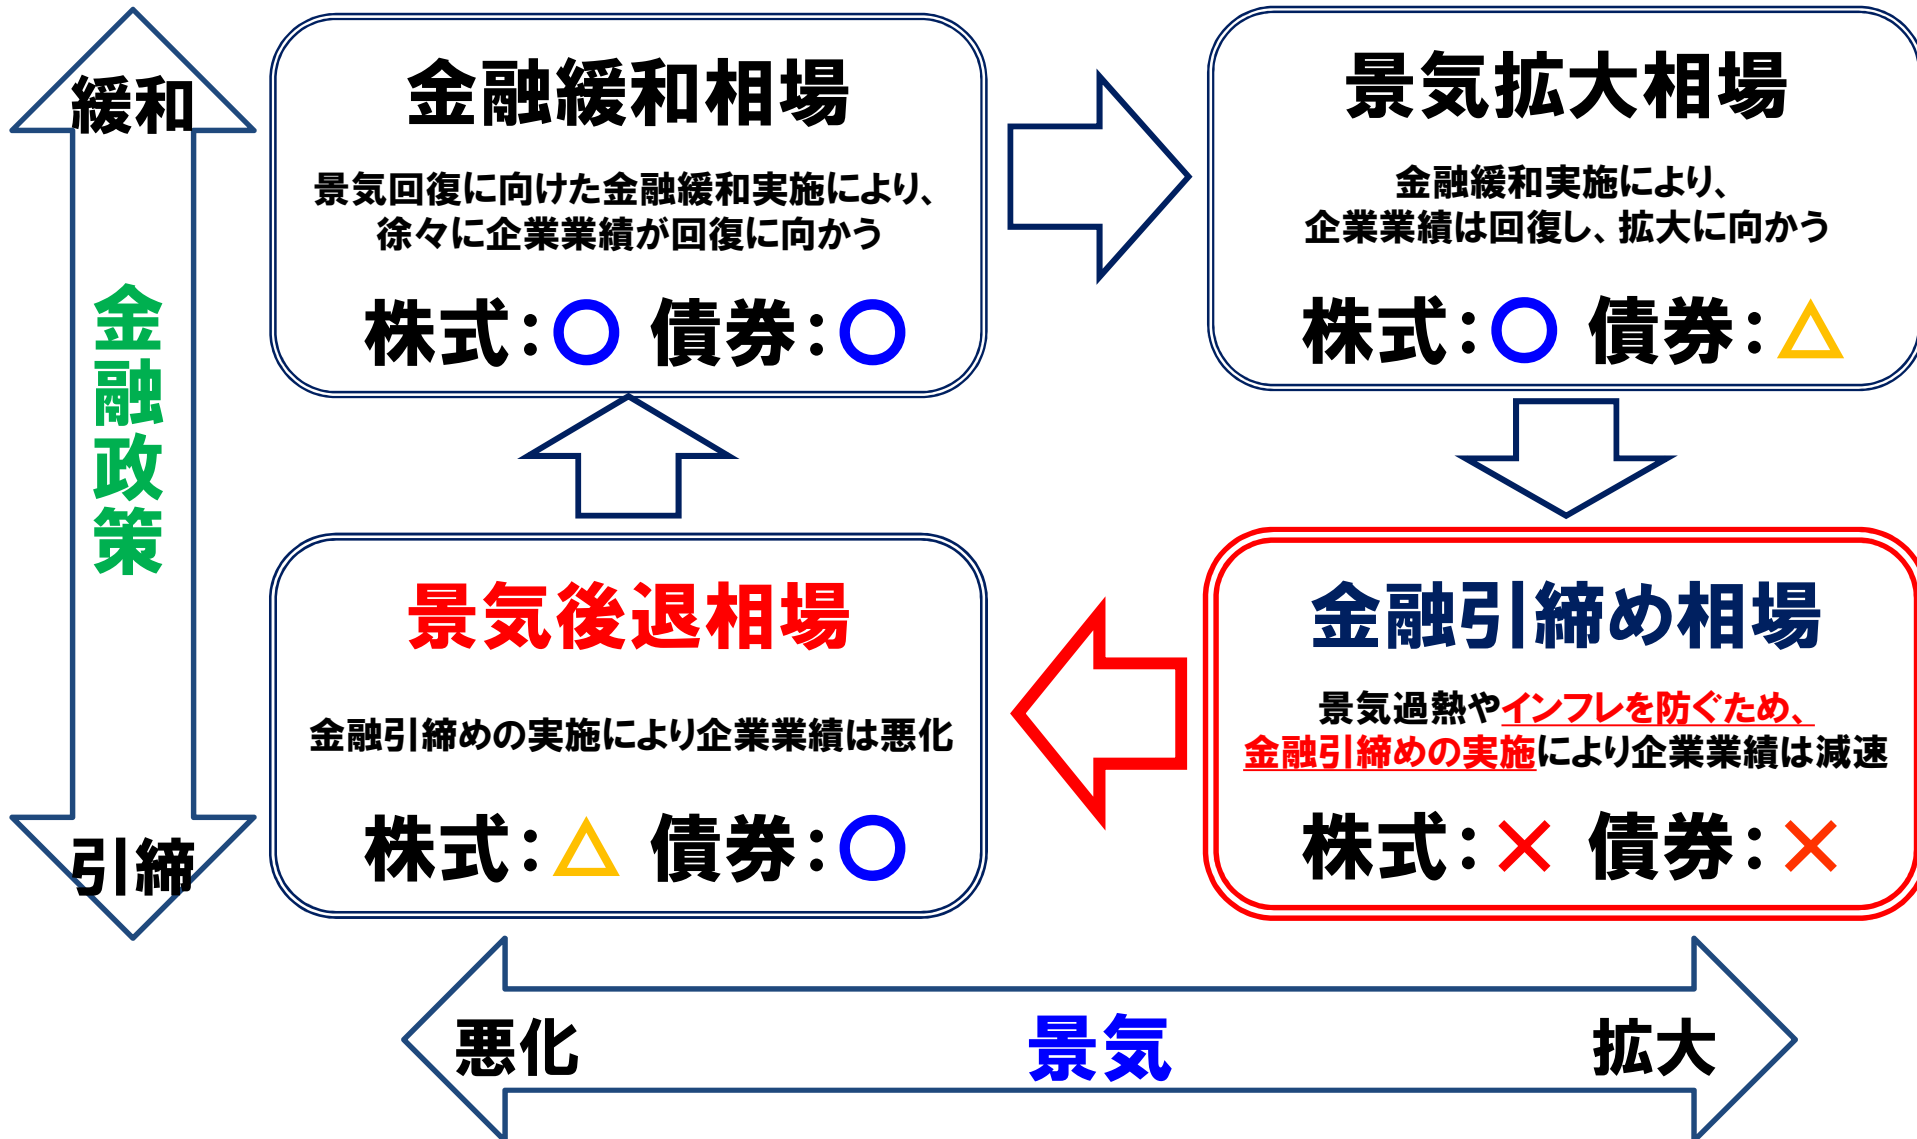 緩和
金融政策
引締
金融緩和相場
景気回復に向けた金融緩和実施により、
徐々に企業業績が回復に向かう
株式:○ 債券:○
景気拡大相場
金融緩和実施により、
企業業績は回復し、拡大に向かう
株式:○ 債券:△
景気後退相場
金融引締めの実施により企業業績は悪化
株式:△ 債券:○
金融引締め相場
景気過熱やインフレを防ぐため、
金融引締めの実施により企業業績は減速
株式:× 債券:×
悪化 景気 拡大